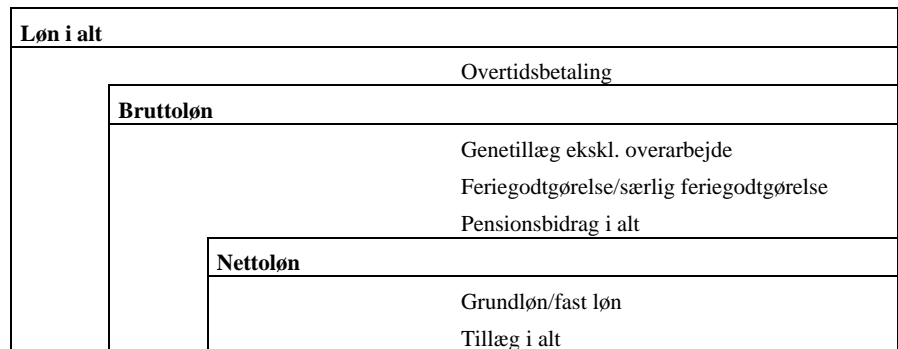 Løn i alt
Overtidsbetaling
Bruttoløn
Genetillæg ekskl. overarbejde
Feriegodtgørelse/særlig feriegodtgørelse
Pensionsbidrag i alt
Nettoløn
Grundløn/fast løn
Tillæg i alt